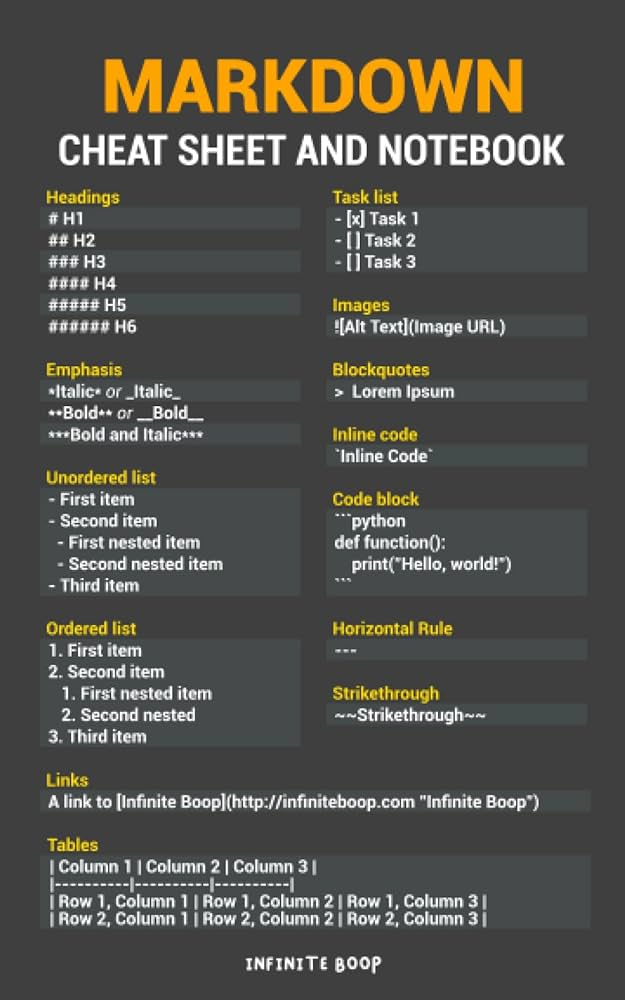 MARKDOWN
CHEAT SHEET AND NOTEBOOK
Headings
# H1
## H2
### H3
#### H4
##### H5
###### H6
Emphasis
*Italic* or _Italic_
**Bold** or __Bold__
***Bold and Italic***
Unordered list
- First item
- Second item
  - First nested item
  - Second nested item
- Third item
Ordered list
1. First item
2. Second item
   1. First nested item
   2. Second nested
3. Third item
Task list
- [x] Task 1
- [ ] Task 2
- [ ] Task 3
Images
![Alt Text](Image URL)
Blockquotes
>  Lorem Ipsum
Inline code
`Inline Code`
Code block
```python
def function():
    print("Hello, world!")
```
Horizontal Rule
---
Strikethrough
~~Strikethrough~~
Links
A link to [Infinite Boop](http://infiniteboop.com "Infinite Boop")
Tables
| Column 1 | Column 2 | Column 3 |
|----------|----------|----------|
| Row 1, Column 1 | Row 1, Column 2 | Row 1, Column 3 |
| Row 2, Column 1 | Row 2, Column 2 | Row 2, Column 3 |
INFINITE BOOP